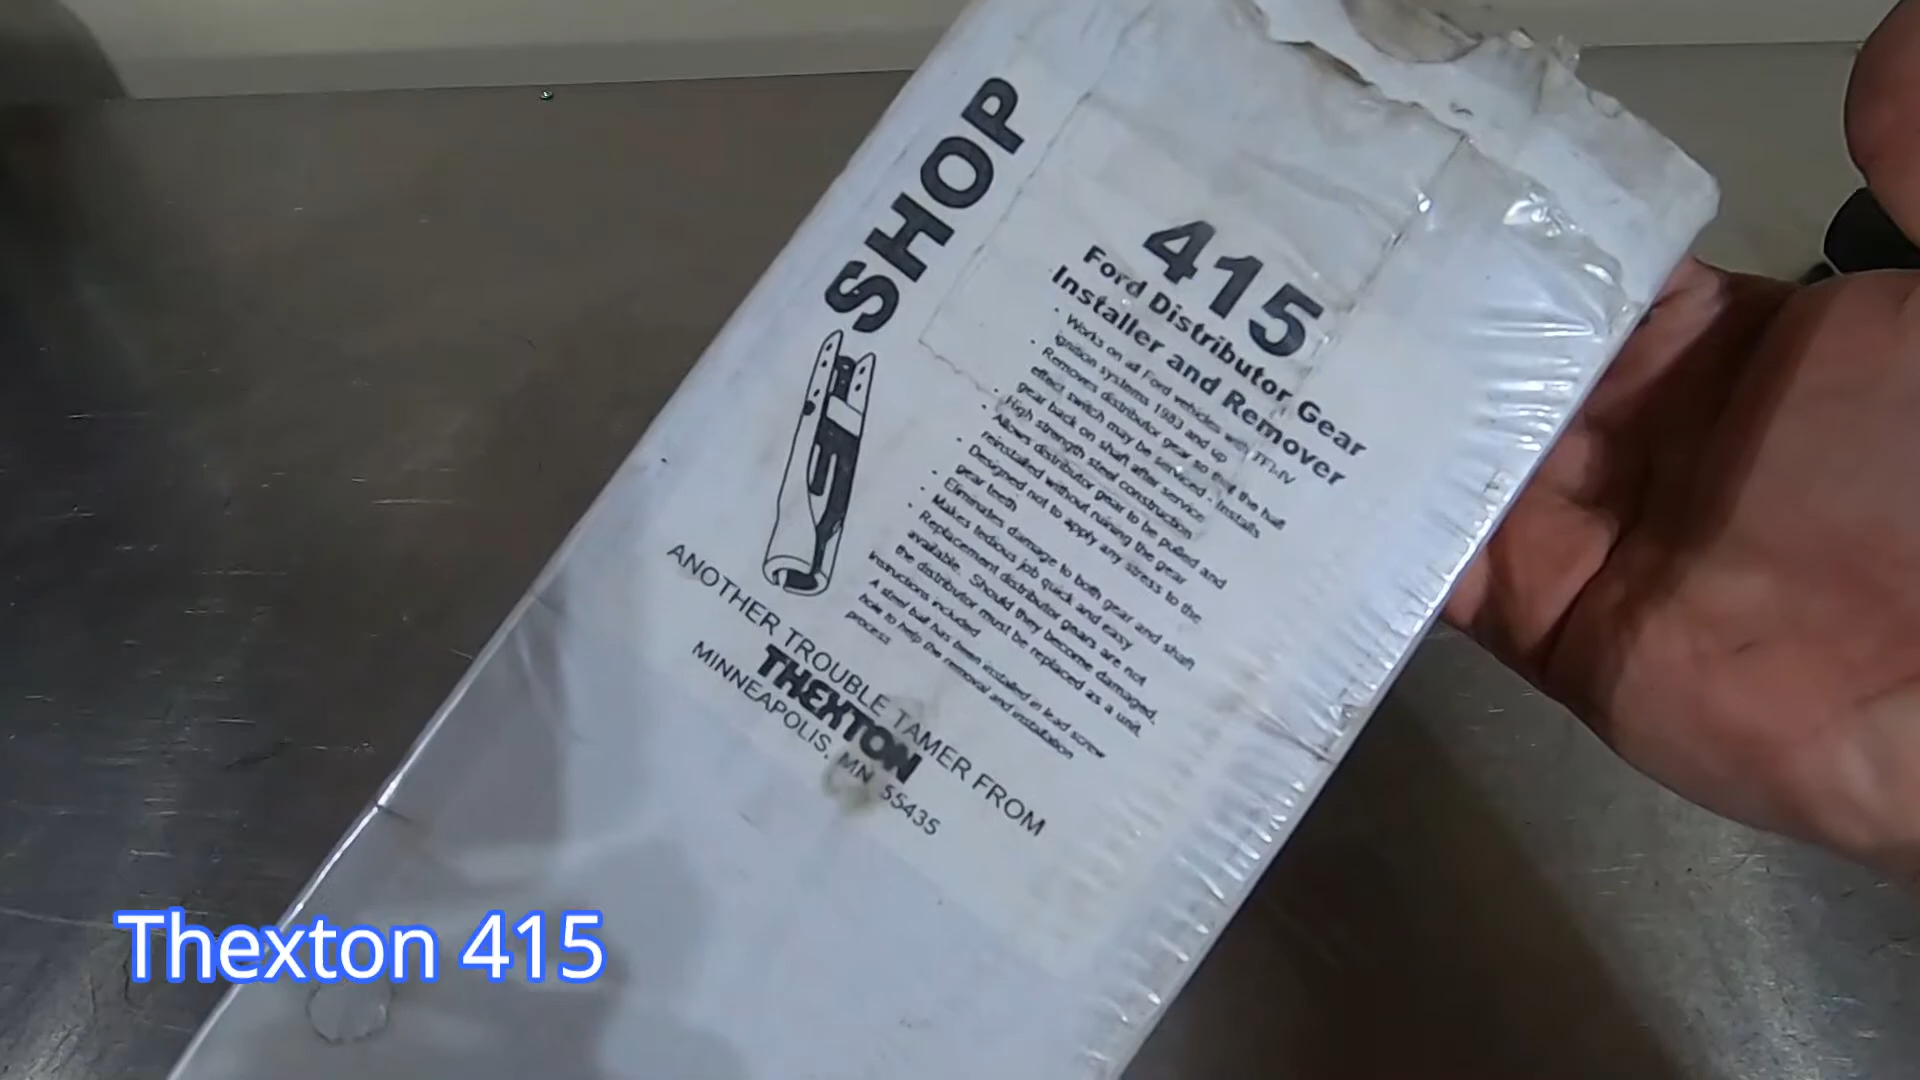 SHOP
415
Ford Distributor Gear
Installer and Remover
• Works on all Ford vehicles with TFI-IV
ignition systems 1983 and up
• Removes distributor gear so that the hall
effect switch may be serviced - Installs
gear back on shaft after service
• High strength steel construction
• Allows distributor gear to be pulled and
reinstalled without ruining the gear
• Designed not to apply any stress to the
gear teeth
• Eliminates damage to both gear and shaft
• Makes tedious job quick and easy
• Replacement distributor gears are not
available. Should they become damaged,
the distributor must be replaced as a unit.
Instructions included
A steel ball has been installed in lead screw
hole to help the removal and installation
process
ANOTHER TROUBLE TAMER FROM
THEXTON
MINNEAPOLIS, MN 55435
Thexton 415